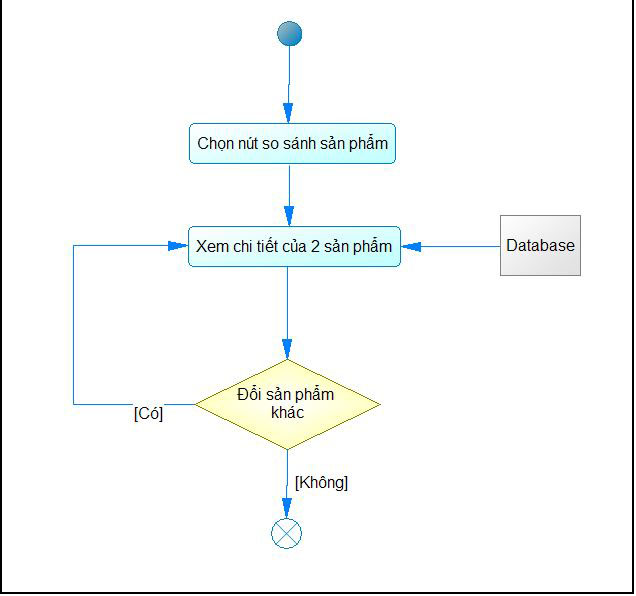 Chọn nút so sánh sản phẩm
Xem chi tiết của 2 sản phẩm
Database
Đổi sản phẩm
khác
[Có]
[Không]